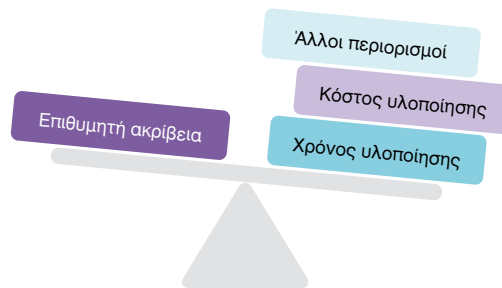 Άλλοι περιορισμοί
Κόστος υλοποίησης
Επιθυμητή ακρίβεια
Χρόνος υλοποίησης